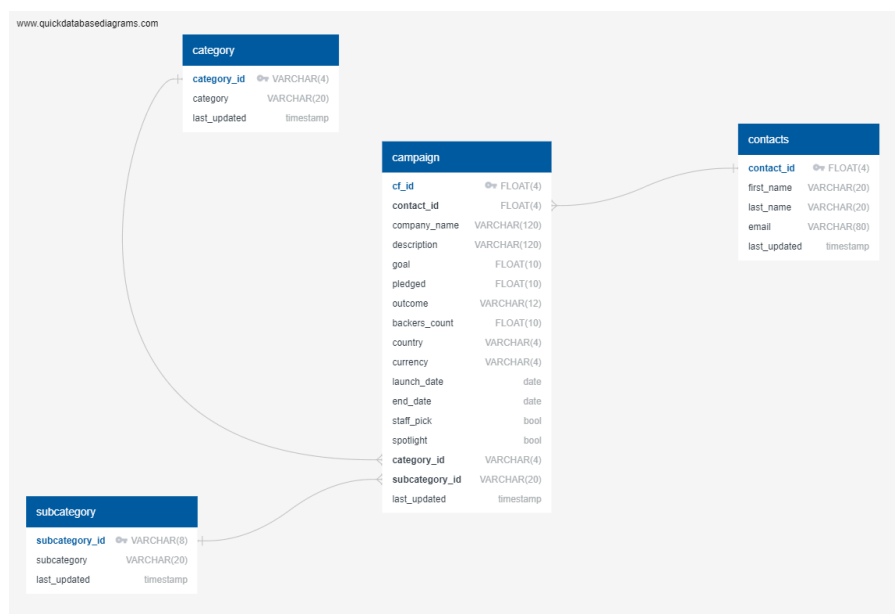 www.quickdatabasediagrams.com
category
category_id VARCHAR(4)
category VARCHAR(20)
last_updated timestamp
campaign
cf_id FLOAT(4)
contact_id FLOAT(4)
company_name VARCHAR(120)
description VARCHAR(120)
goal FLOAT(10)
pledged FLOAT(10)
outcome VARCHAR(12)
backers_count FLOAT(10)
country VARCHAR(4)
currency VARCHAR(4)
launch_date date
end_date date
staff_pick bool
spotlight bool
category_id VARCHAR(4)
subcategory_id VARCHAR(20)
last_updated timestamp
contacts
contact_id FLOAT(4)
first_name VARCHAR(20)
last_name VARCHAR(20)
email VARCHAR(80)
last_updated timestamp
subcategory
subcategory_id VARCHAR(8)
subcategory VARCHAR(20)
last_updated timestamp